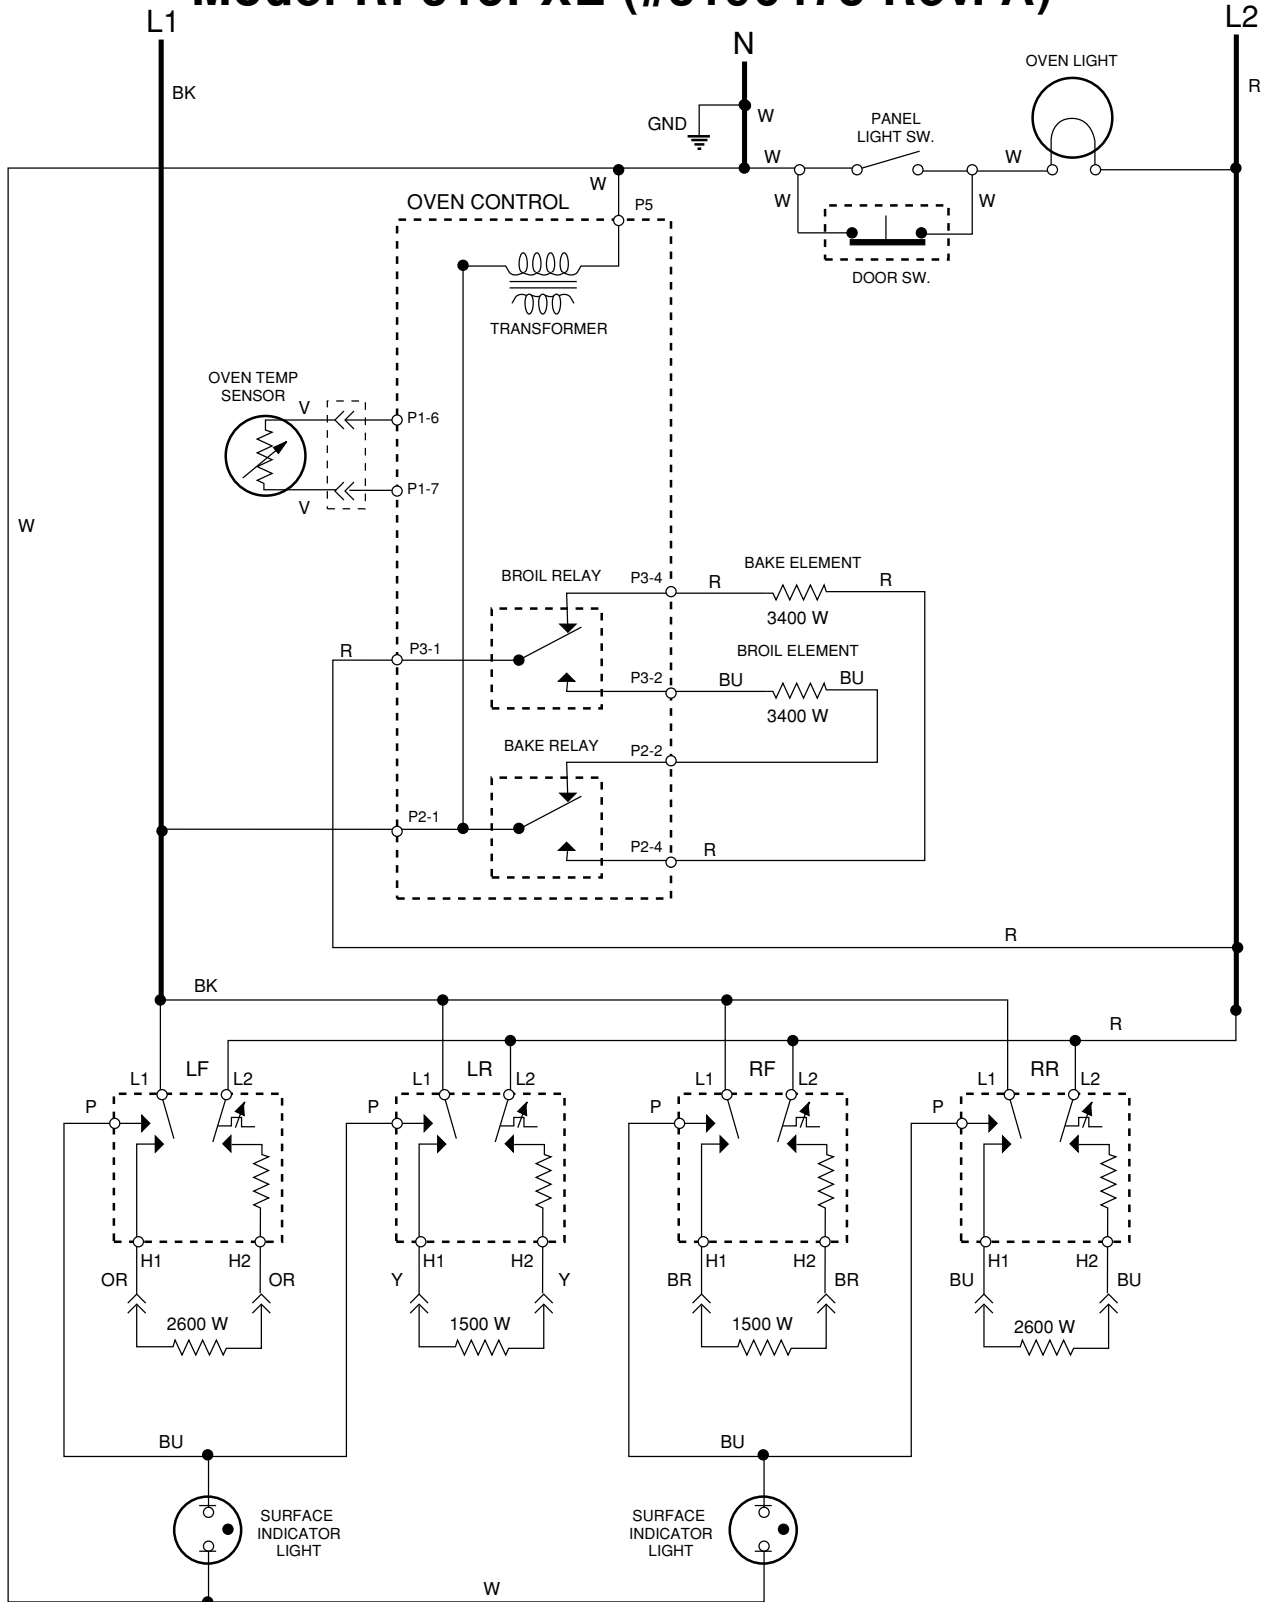 L1
N
L2
OVEN LIGHT
BK
R
W
GND
PANEL
LIGHT SW.
W
W
W
W
W
OVEN CONTROL
P5
DOOR SW.
TRANSFORMER
OVEN TEMP
SENSOR
V
P1-6
P1-7
V
W
BROIL RELAY
P3-4
R
BAKE ELEMENT
R
3400 W
R
P3-1
BROIL ELEMENT
P3-2
BU
BU
3400 W
BAKE RELAY
P2-2
P2-1
P2-4
R
R
BK
R
L1
LF
L2
L1
LR
L2
L1
RF
L2
L1
RR
L2
P
P
P
P
H1
H2
H1
H2
H1
H2
H1
H2
OR
OR
Y
Y
BR
BR
BU
BU
2600 W
1500 W
1500 W
2600 W
BU
BU
SURFACE
INDICATOR
LIGHT
SURFACE
INDICATOR
LIGHT
W